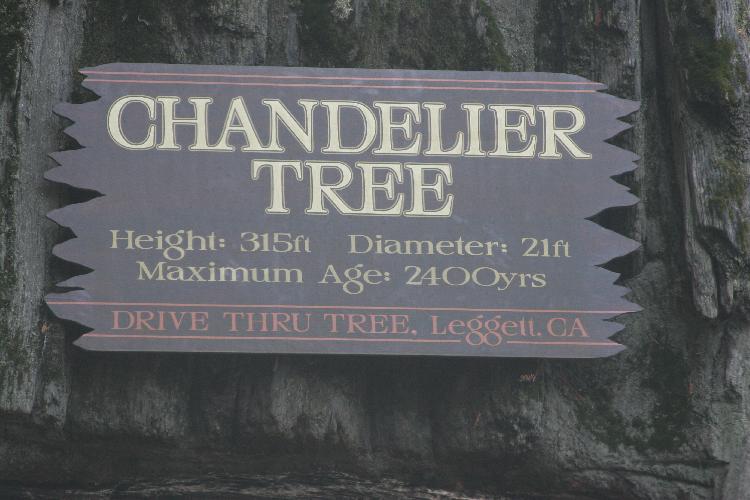 CHANDELIER
TREE
Height: 315ft Diameter: 21ft
Maximum Age: 2400yrs
DRIVE THRU TREE, Leggett, CA